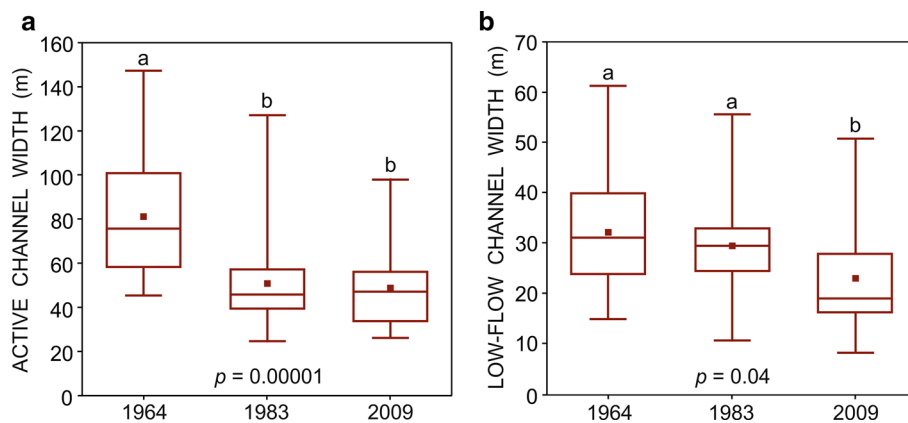 a
ACTIVE CHANNEL WIDTH (m)
160
140
120
100
80
60
40
20
0
a
b
b
p = 0.00001
1964
1983
2009
b
LOW-FLOW CHANNEL WIDTH (m)
70
60
50
40
30
20
10
0
a
a
b
p = 0.04
1964
1983
2009